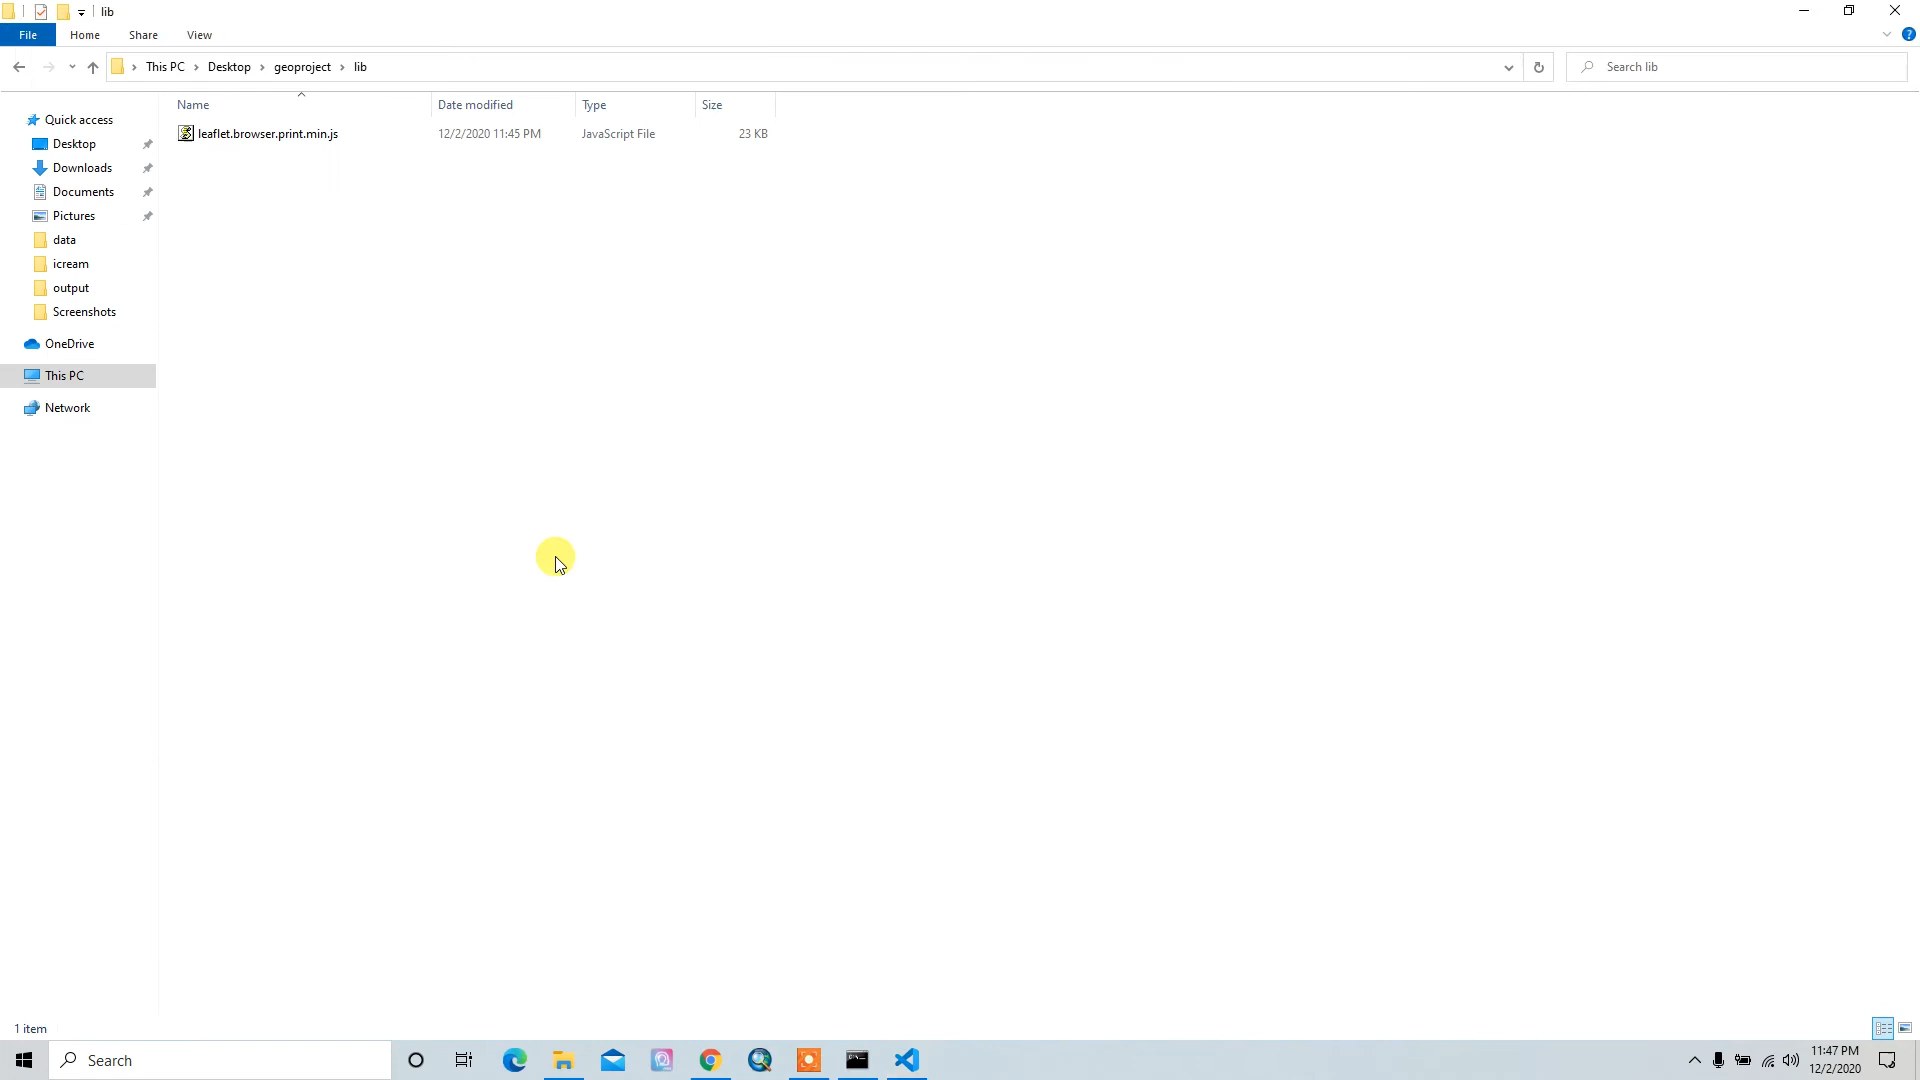 lib
File Home Share View
This PC Desktop geoproject lib
Search lib
Name Date modified Type Size
leaflet.browser.print.min.js 12/2/2020 11:45 PM JavaScript File 23 KB
Quick access
Desktop
Downloads
Documents
Pictures
data
icream
output
Screenshots
OneDrive
This PC
Network
1 item
Search
11:47 PM
12/2/2020